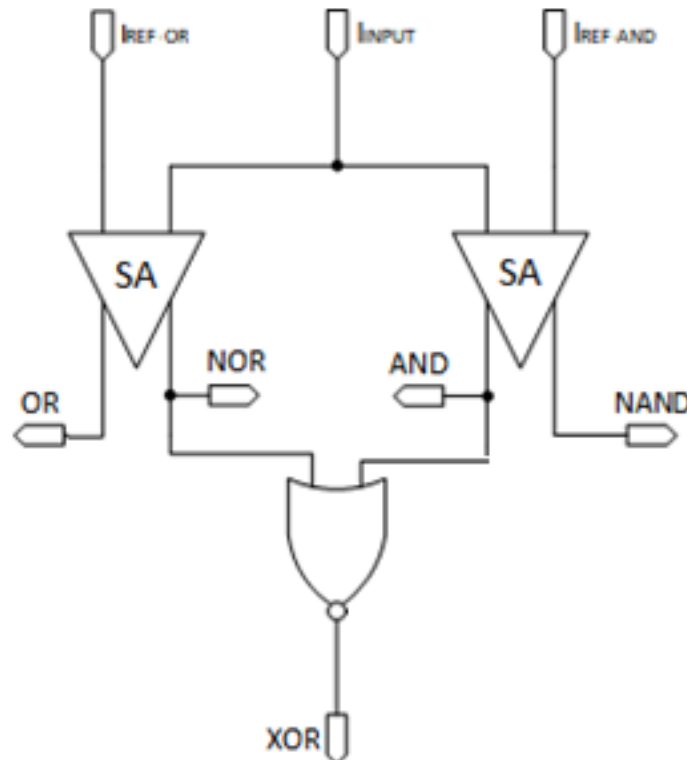 IREF-OR
IINPUT
IREF-AND
SA
SA
NOR
AND
OR
NAND
XOR